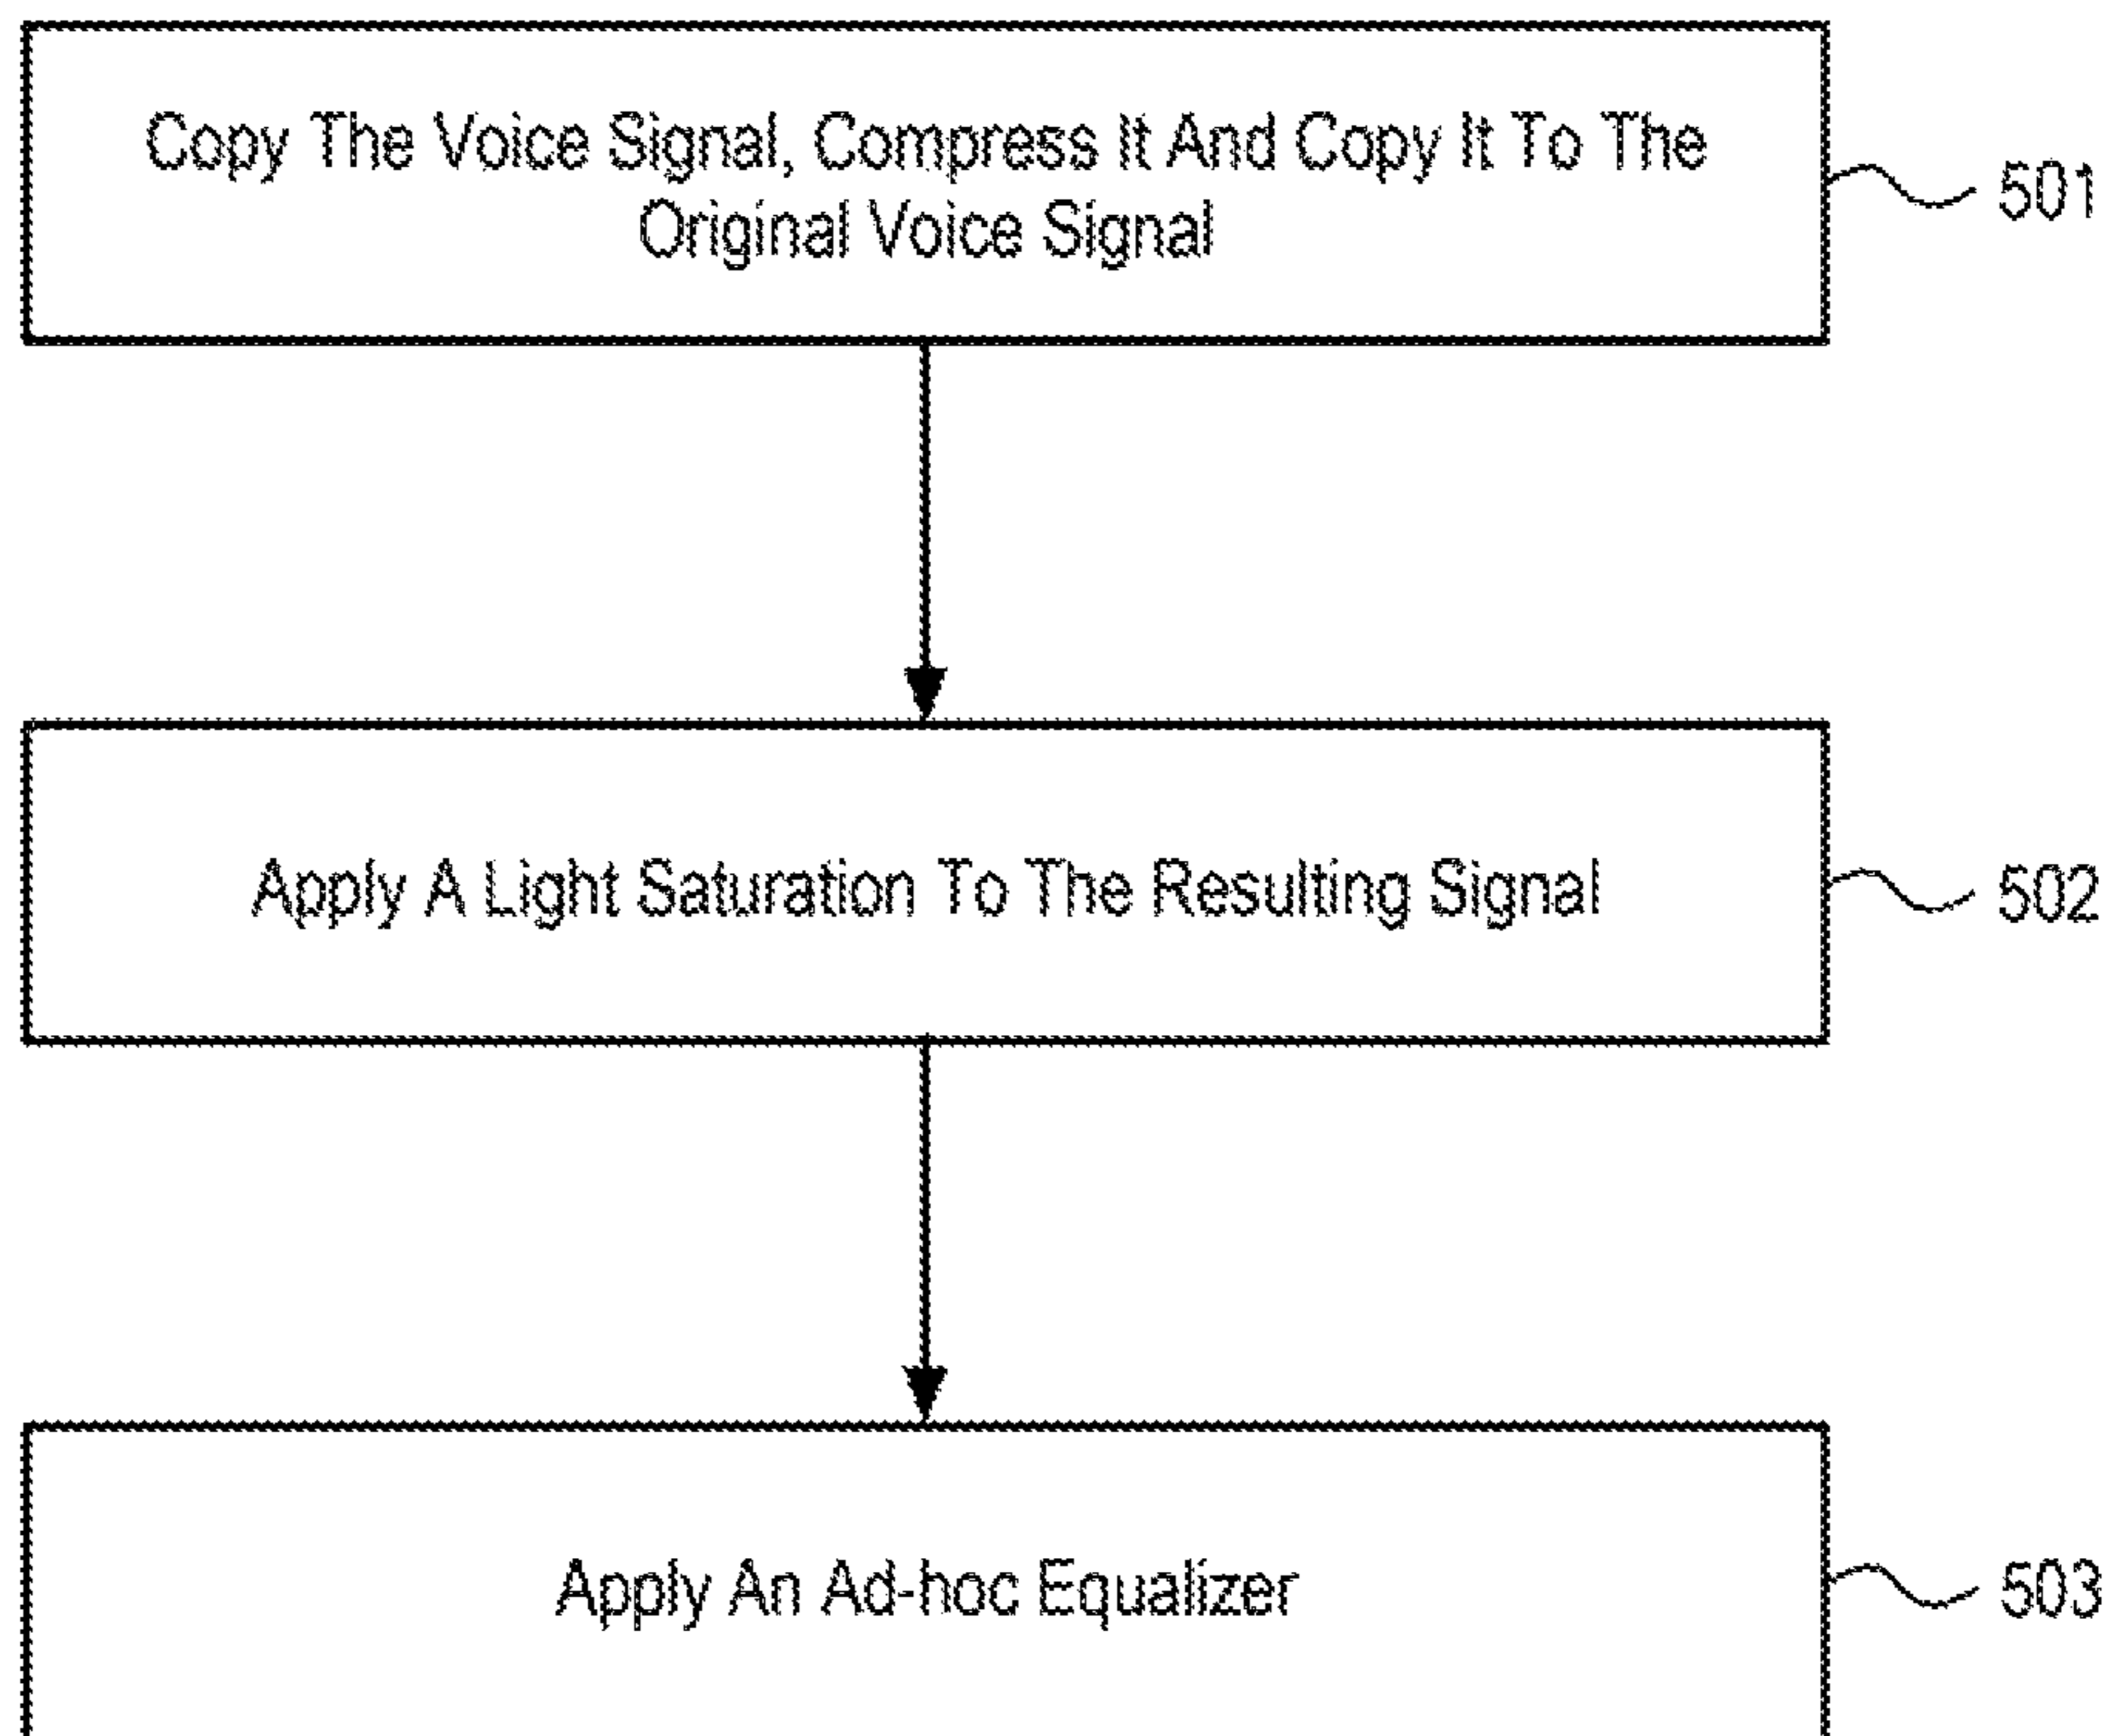 Copy The Voice Signal, Compress It And Copy It To The
Original Voice Signal
501
Apply A Light Saturation To The Resulting Signal
502
Apply An Ad-hoc Equalizer
503